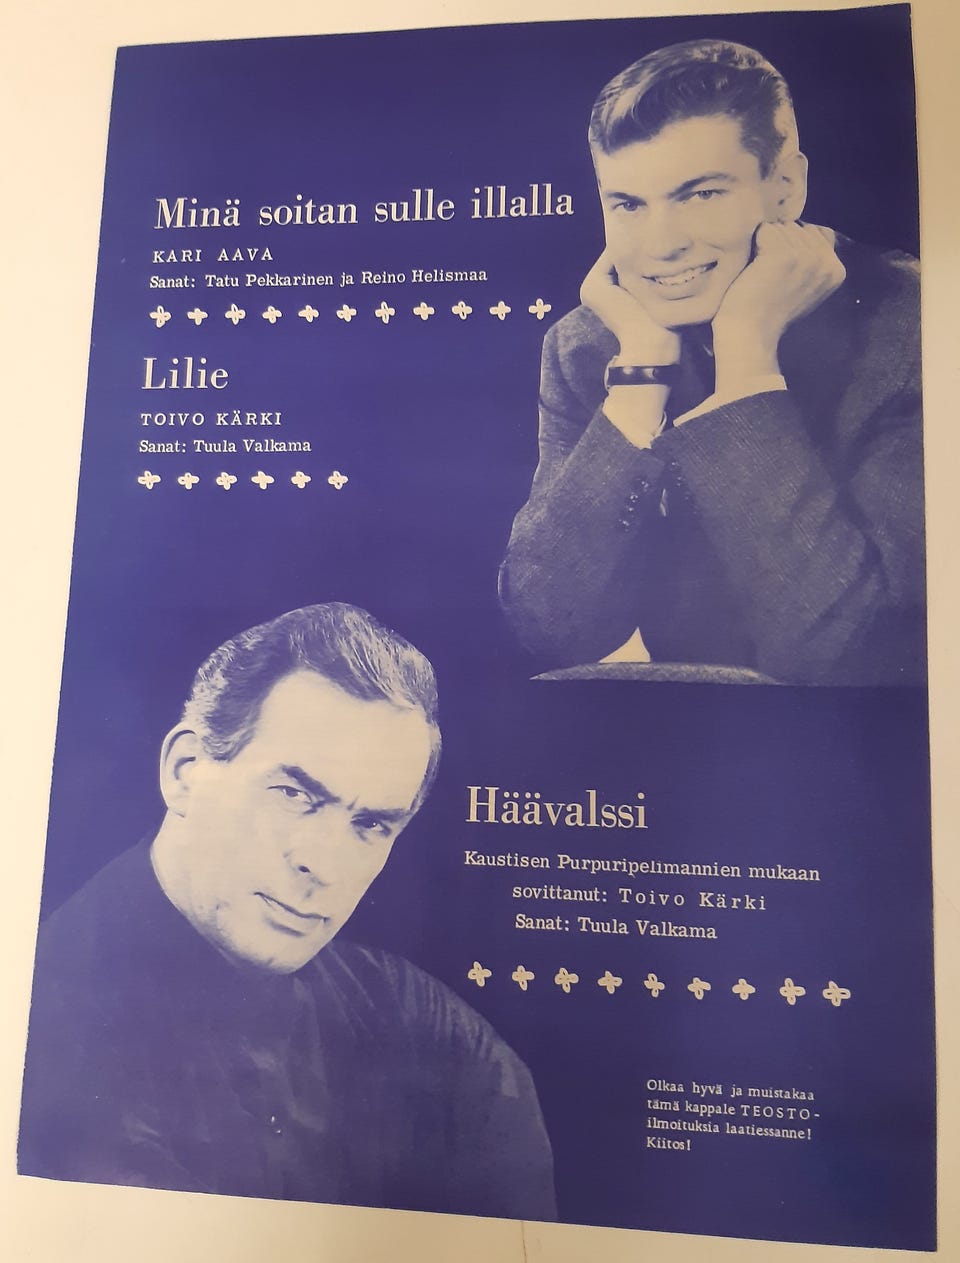 Minä soitan sulle illalla
KARI AAVA
Sanat: Tatu Pekkarinen ja Reino Helismaa
Lilie
TOIVO KÄRKI
Sanat: Tuula Valkama
Häävalssi
Kaustisen Purpuripelimannien mukaan
sovittanut: Toivo Kärki
Sanat: Tuula Valkama
Olkaa hyvä ja muistakaa
tämä kappale TEOSTO-
ilmoituksia laatiessanne!
Kiitos!